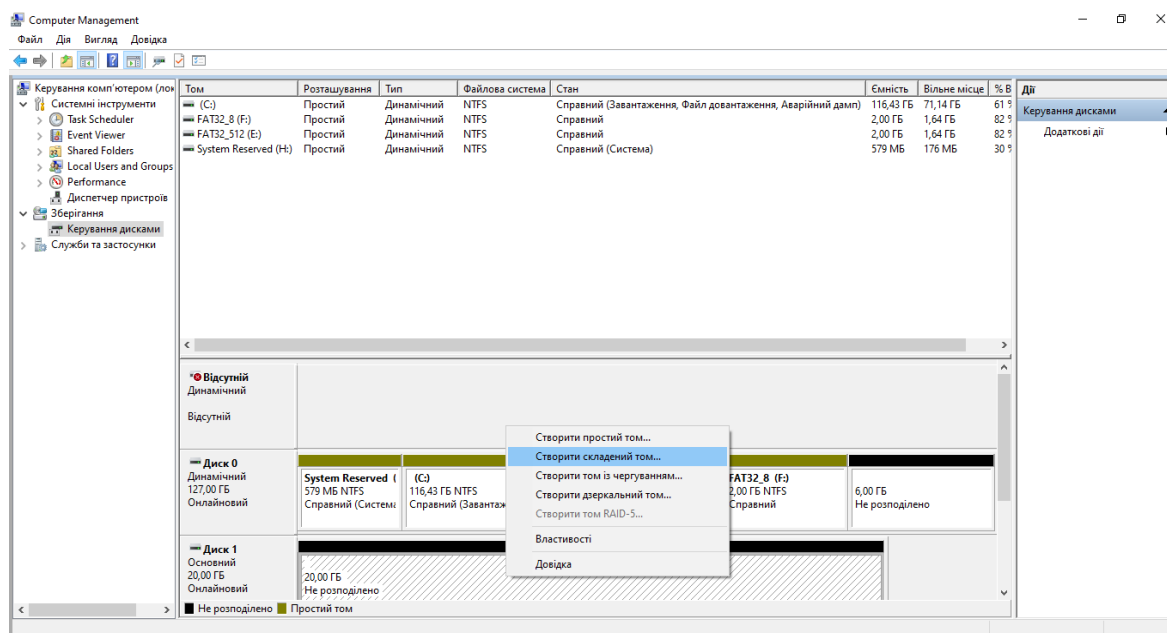 Computer Management
Файл Дія Вигляд Довідка
Керування комп'ютером (лок
Системні інструменти
Task Scheduler
Event Viewer
Shared Folders
Local Users and Groups
Performance
Диспетчер пристроїв
Зберігання
Керування дисками
Служби та застосунки
Том Розташування Тип Файлова система Стан Ємність Вільне місце % В
(C:) Простий Динамічний NTFS Справний (Завантаження, Файл довантаження, Аварійний дамп) 116,43 ГБ 71,14 ГБ 61 %
FAT32_8 (F:) Простий Динамічний NTFS Справний 2,00 ГБ 1,64 ГБ 82 %
FAT32_512 (E:) Простий Динамічний NTFS Справний 2,00 ГБ 1,64 ГБ 82 %
System Reserved (H:) Простий Динамічний NTFS Справний (Система) 579 МБ 176 МБ 30 %
Дії
Керування дисками
Додаткові дії
Відсутній
Динамічний
Відсутній
Диск 0
Динамічний
127,00 ГБ
Онлайновий
System Reserved (
579 МБ NTFS
Справний (Система
(C:)
116,43 ГБ NTFS
Справний (Завантаж
FAT32_8 (F:)
2,00 ГБ NTFS
Справний
6,00 ГБ
Не розподілено
Створити простий том...
Створити складений том...
Створити том із чергуванням...
Створити дзеркальний том...
Створити том RAID-5...
Властивості
Довідка
Диск 1
Основний
20,00 ГБ
Онлайновий
20,00 ГБ
Не розподілено
Не розподілено Простий том